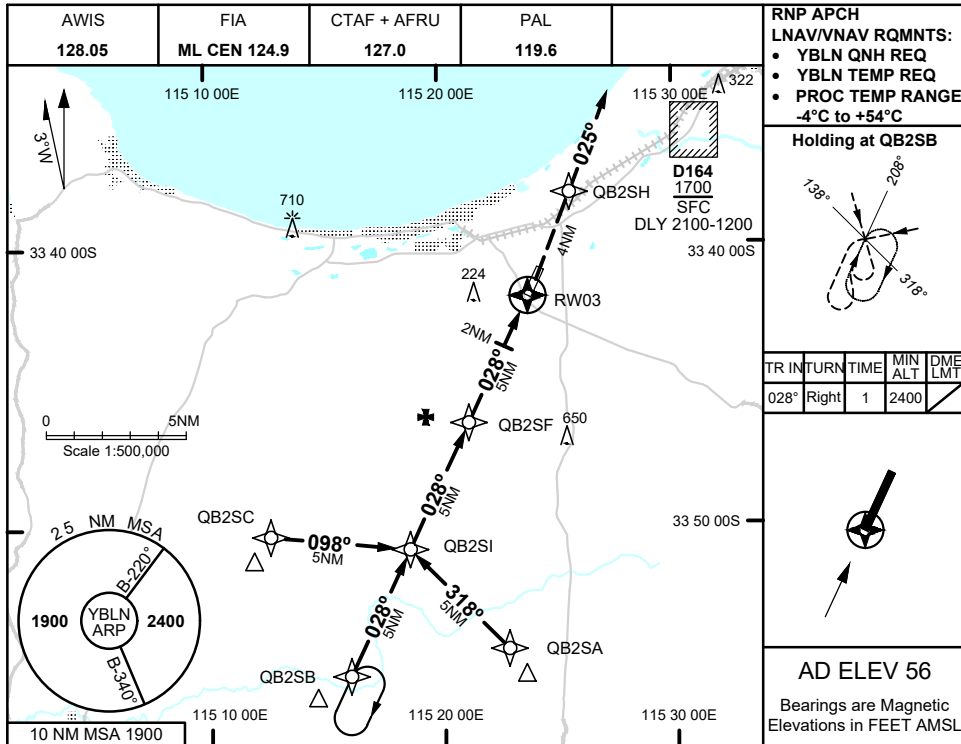 AWIS
128.05
FIA
ML CEN 124.9
CTAF + AFRU
127.0
PAL
119.6
RNP APCH
LNAV/VNAV RQMNTS:
• YBLN QNH REQ
• YBLN TEMP REQ
• PROC TEMP RANGE
-4°C to +54°C
115 10 00E
115 20 00E
115 30 00E
322
3°W
025°
D164
1700
SFC
DLY 2100-1200
QB2SH
710
4NM
33 40 00S
33 40 00S
224
RW03
2NM
028°
5NM
QB2SF
650
0 5NM
Scale 1:500,000
028°
5NM
QB2SC
098°
5NM
QB2SI
33 50 00S
318°
5NM
028°
5NM
QB2SA
QB2SB
25 NM MSA
B-220°
1900
YBLN
ARP
2400
B-340°
10 NM MSA 1900
115 10 00E
115 20 00E
115 30 00E
Holding at QB2SB
138°
208°
318°
TR IN TURN TIME MIN ALT DME LMT
028° Right 1 2400
AD ELEV 56
Bearings are Magnetic
Elevations in FEET AMSL